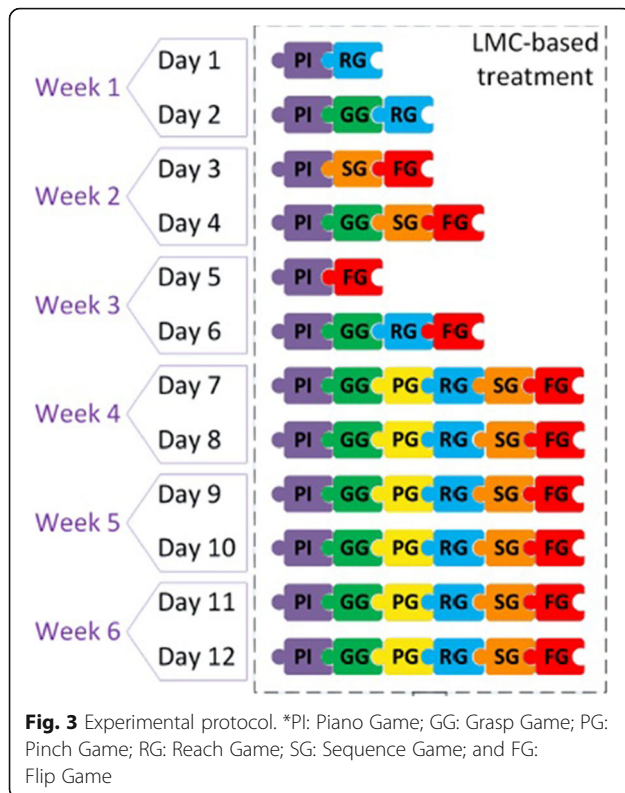 LMC-based
treatment
Week 1
Day 1
PI RG
Day 2
PI GG RG
Week 2
Day 3
PI SG FG
Day 4
PI GG SG FG
Week 3
Day 5
PI FG
Day 6
PI GG RG FG
Week 4
Day 7
PI GG PG RG SG FG
Day 8
PI GG PG RG SG FG
Week 5
Day 9
PI GG PG RG SG FG
Day 10
PI GG PG RG SG FG
Week 6
Day 11
PI GG PG RG SG FG
Day 12
PI GG PG RG SG FG
Fig. 3 Experimental protocol. *PI: Piano Game; GG: Grasp Game; PG:
Pinch Game; RG: Reach Game; SG: Sequence Game; and FG:
Flip Game